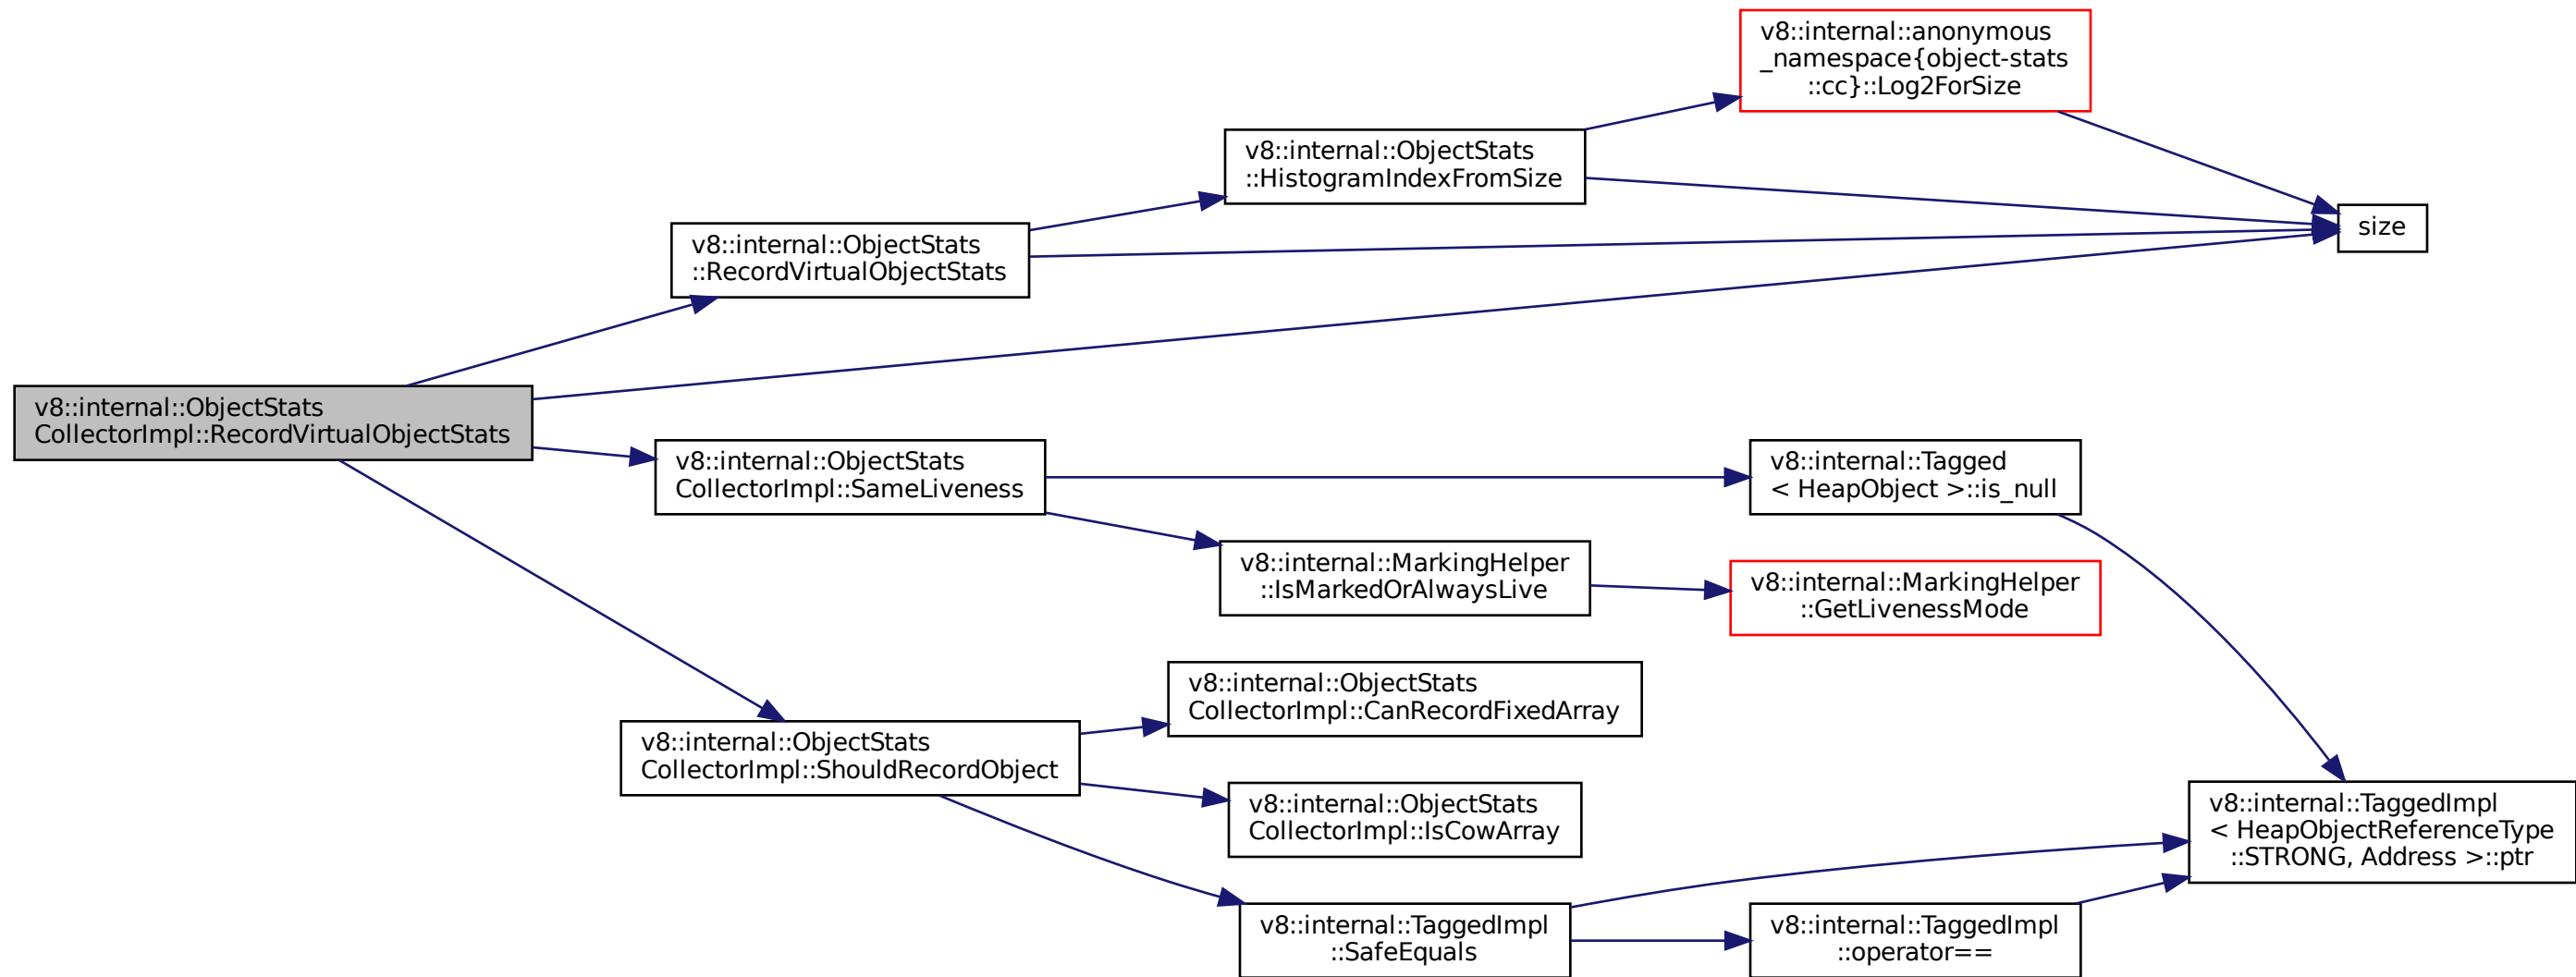 v8::internal::anonymous
_namespace{object-stats
::cc}::Log2ForSize
v8::internal::ObjectStats
::HistogramIndexFromSize
size
v8::internal::ObjectStats
::RecordVirtualObjectStats
v8::internal::ObjectStats
CollectorImpl::RecordVirtualObjectStats
v8::internal::ObjectStats
CollectorImpl::SameLiveness
v8::internal::Tagged
< HeapObject >::is_null
v8::internal::MarkingHelper
::IsMarkedOrAlwaysLive
v8::internal::MarkingHelper
::GetLivenessMode
v8::internal::ObjectStats
CollectorImpl::CanRecordFixedArray
v8::internal::ObjectStats
CollectorImpl::ShouldRecordObject
v8::internal::ObjectStats
CollectorImpl::IsCowArray
v8::internal::TaggedImpl
< HeapObjectReferenceType
::STRONG, Address >::ptr
v8::internal::TaggedImpl
::SafeEquals
v8::internal::TaggedImpl
::operator==